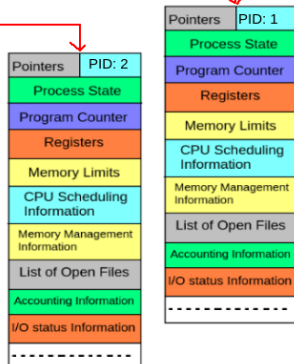 Pointers PID: 2
Process State
Program Counter
Registers
Memory Limits
CPU Scheduling
Information
Memory Management
Information
List of Open Files
Accounting Information
I/O status Information
Pointers PID: 1
Process State
Program Counter
Registers
Memory Limits
CPU Scheduling
Information
Memory Management
Information
List of Open Files
Accounting Information
I/O status Information